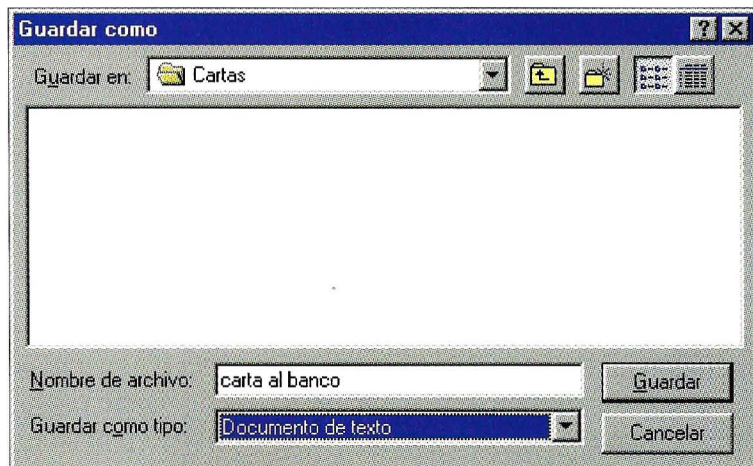 Guardar como
Guardar en: Cartas
Nombre de archivo: carta al banco Guardar
Guardar como tipo: Documento de texto Cancelar